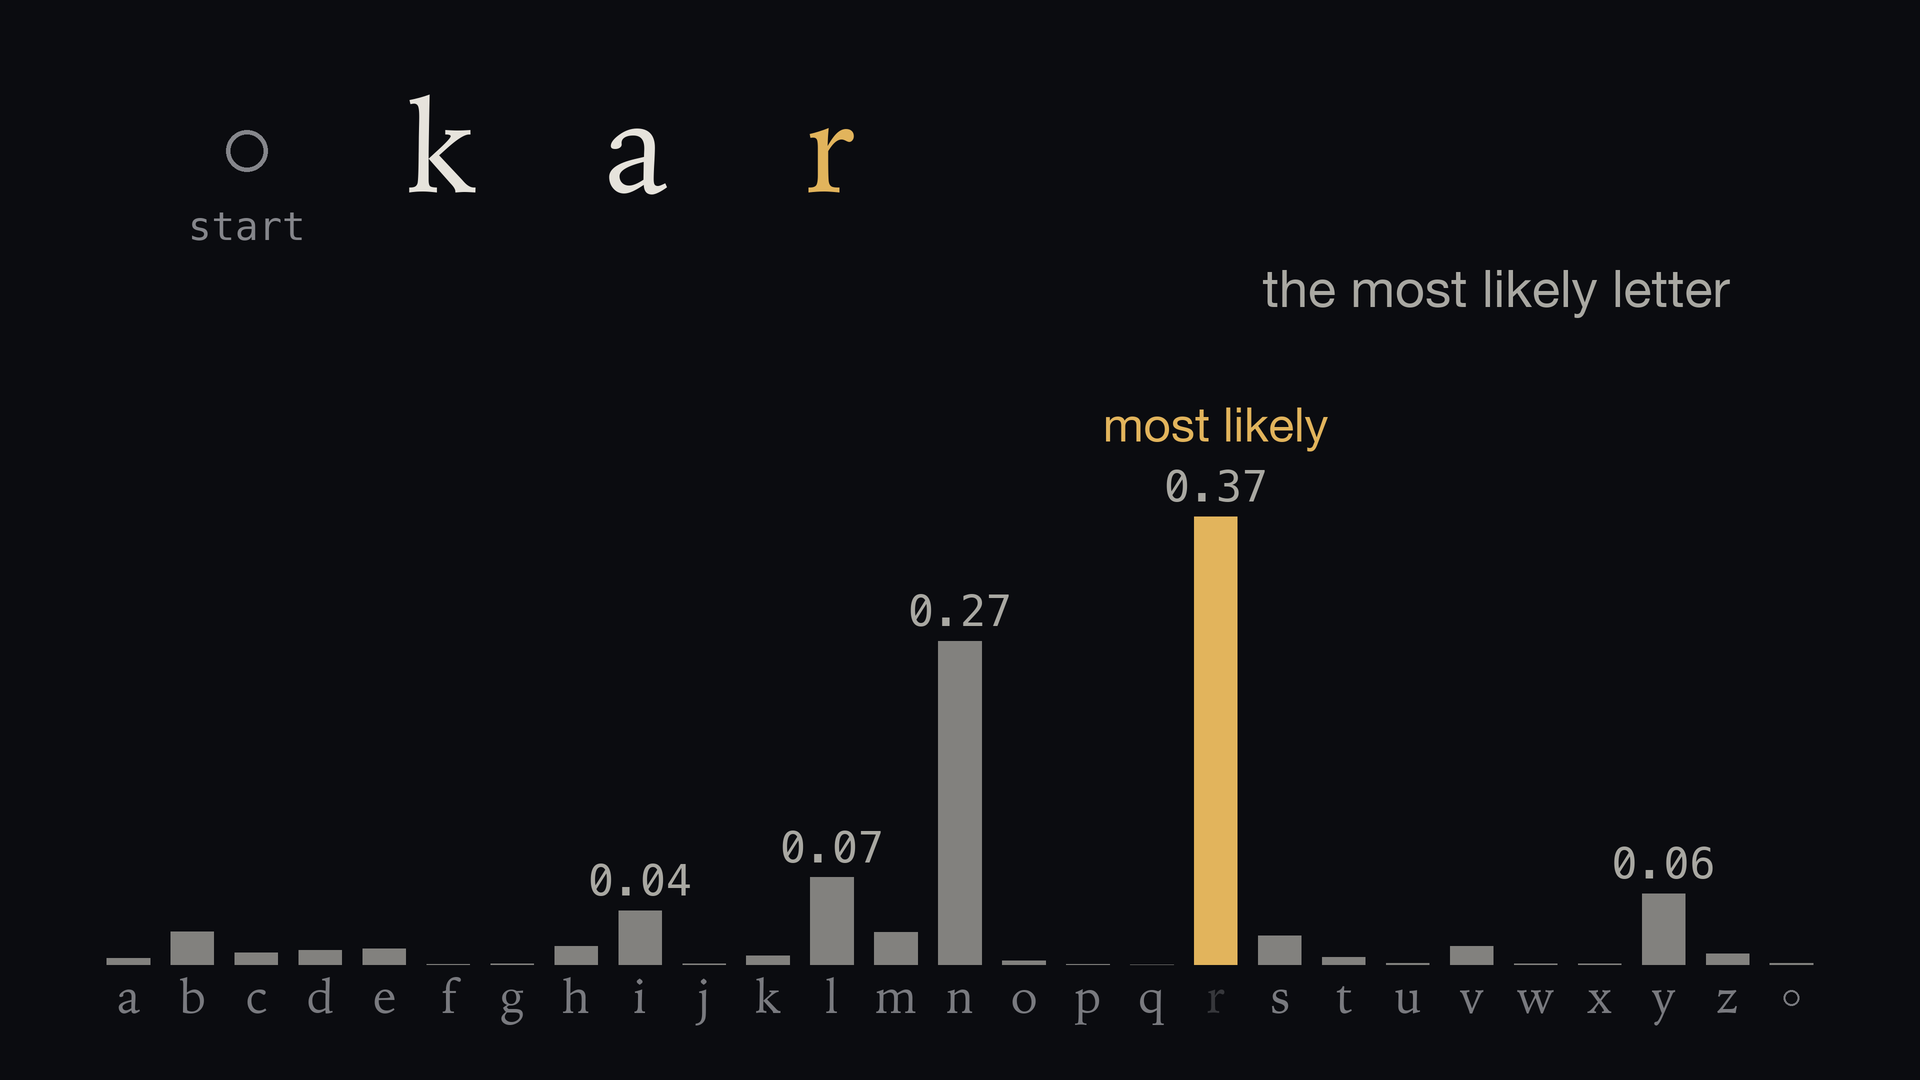 k a r
start
the most likely letter
most likely
0.37
0.27
0.07
0.06
0.04
a b c d e f g h i j k l m n o p q r s t u v w x y z